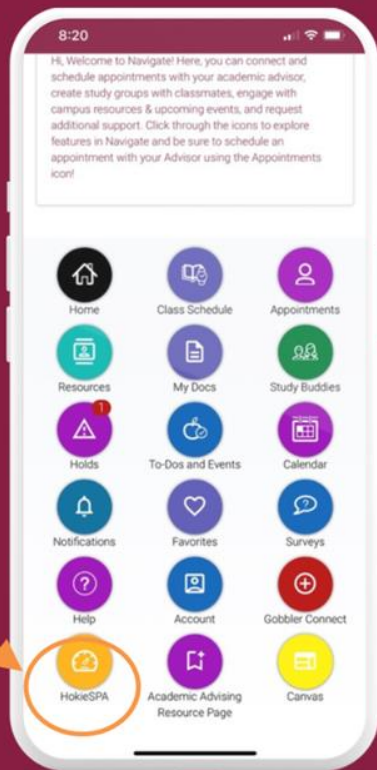 8:20
Hi, Welcome to Navigate! Here, you can connect and
schedule appointments with your academic advisor,
create study groups with classmates, engage with
campus resources & upcoming events, and request
additional support. Click through the icons to explore
features in Navigate and be sure to schedule an
appointment with your Advisor using the Appointments
icon!
Home Class Schedule Appointments
Resources My Docs Study Buddies
1
Holds To-Dos and Events Calendar
Notifications Favorites Surveys
Help Account Gobbler Connect
HokieSPA Academic Advising Canvas
Resource Page